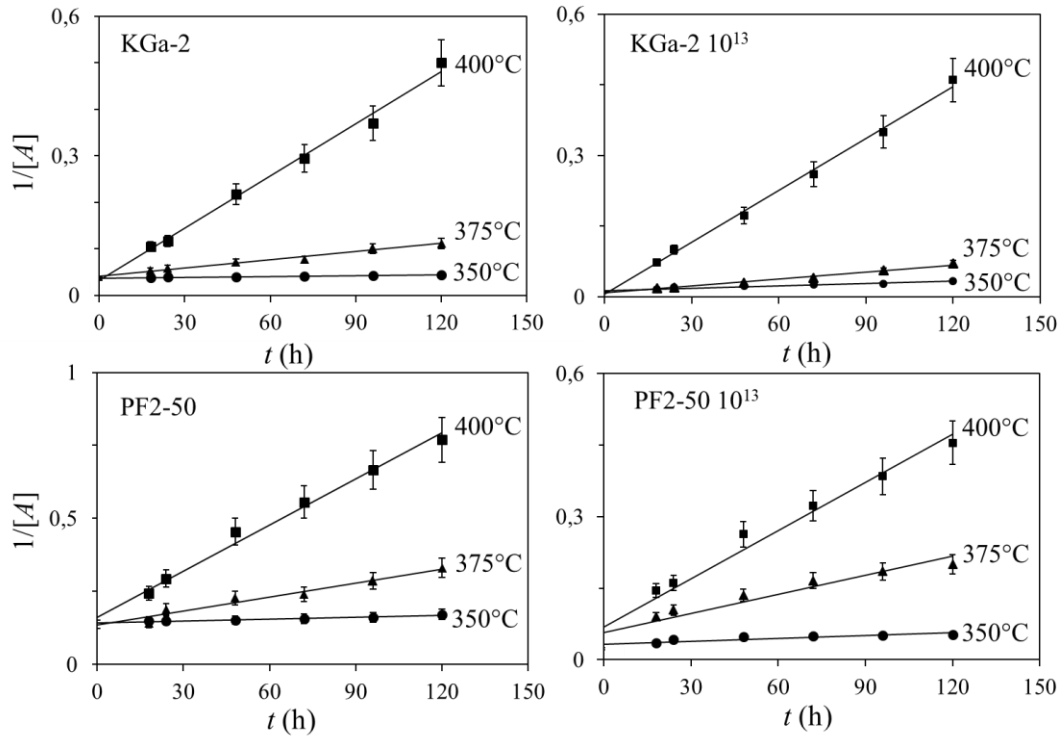 KGa-2
1/[A]
0,6
0,3
0
400°C
375°C
350°C
0 30 60 90 120 150
t (h)
KGa-2 10¹³
0,6
0,3
0
400°C
375°C
350°C
0 30 60 90 120 150
t (h)
PF2-50
1/[A]
1
0,5
0
400°C
375°C
350°C
0 30 60 90 120 150
t (h)
PF2-50 10¹³
0,6
0,3
0
400°C
375°C
350°C
0 30 60 90 120 150
t (h)